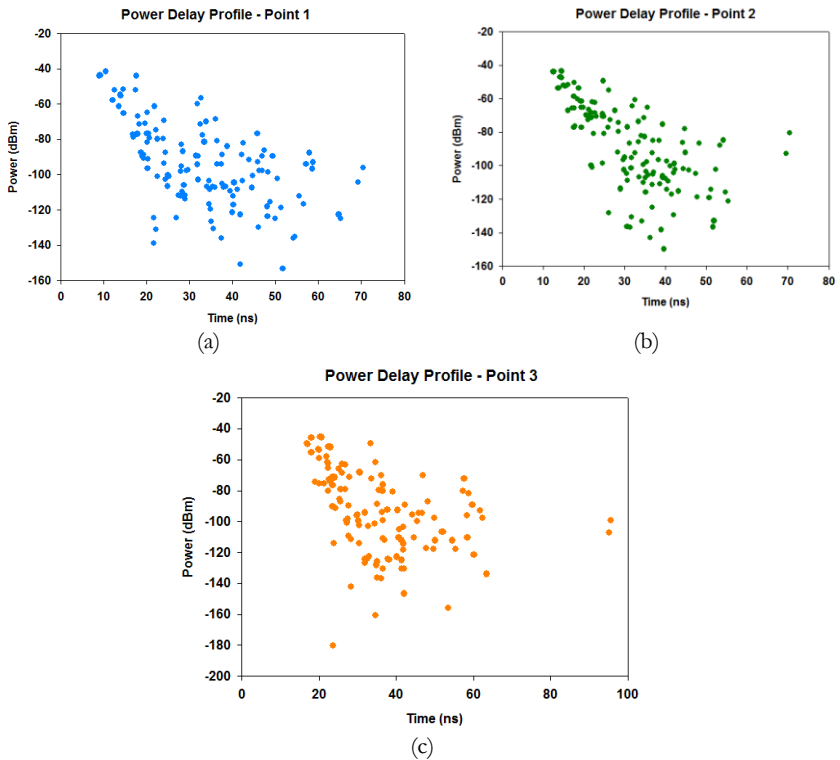 Power Delay Profile - Point 1
Power (dBm)
-20
-40
-60
-80
-100
-120
-140
-160
0 10 20 30 40 50 60 70 80
Time (ns)
(a)
Power Delay Profile - Point 2
Power (dBm)
-20
-40
-60
-80
-100
-120
-140
-160
0 10 20 30 40 50 60 70 80
Time (ns)
(b)
Power Delay Profile - Point 3
Power (dBm)
-20
-40
-60
-80
-100
-120
-140
-160
-180
-200
0 20 40 60 80 100
Time (ns)
(c)